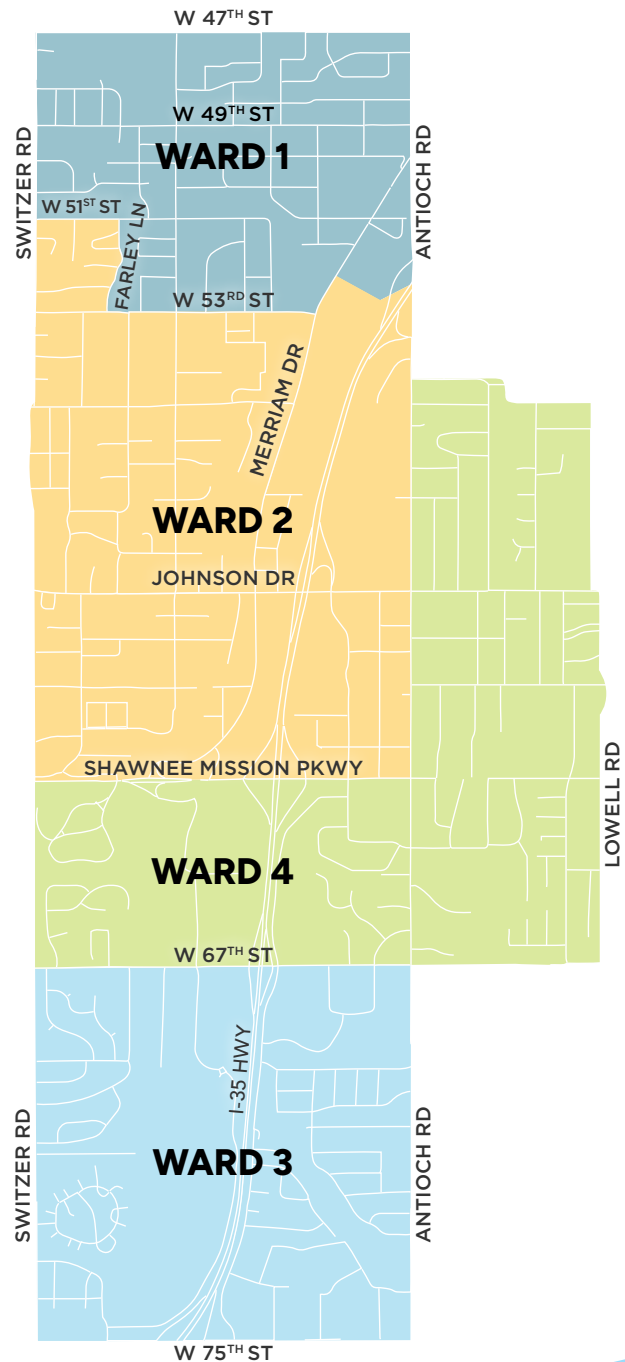 W 47TH ST
W 49TH ST
WARD 1
SWITZER RD
ANTIOCH RD
W 51ST ST
FARLEY LN
W 53RD ST
MERRIAM DR
WARD 2
JOHNSON DR
SHAWNEE MISSION PKWY
LOWELL RD
WARD 4
W 67TH ST
I-35 HWY
WARD 3
SWITZER RD
ANTIOCH RD
W 75TH ST